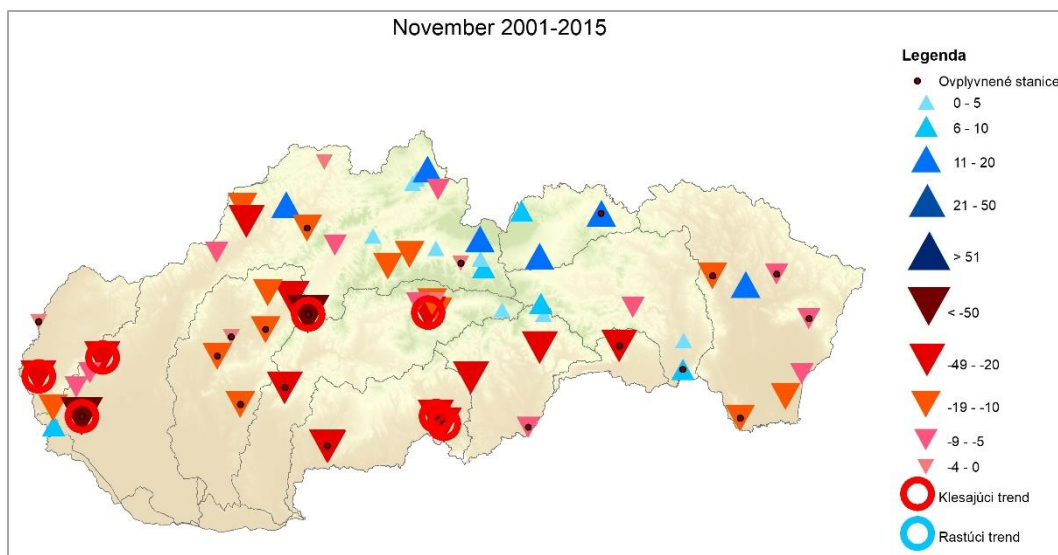 November 2001-2015
Legenda
Ovplyvnené stanice
0 - 5
6 - 10
11 - 20
21 - 50
> 51
< -50
-49 - -20
-19 - -10
-9 - -5
-4 - 0
Klesajúci trend
Rastúci trend